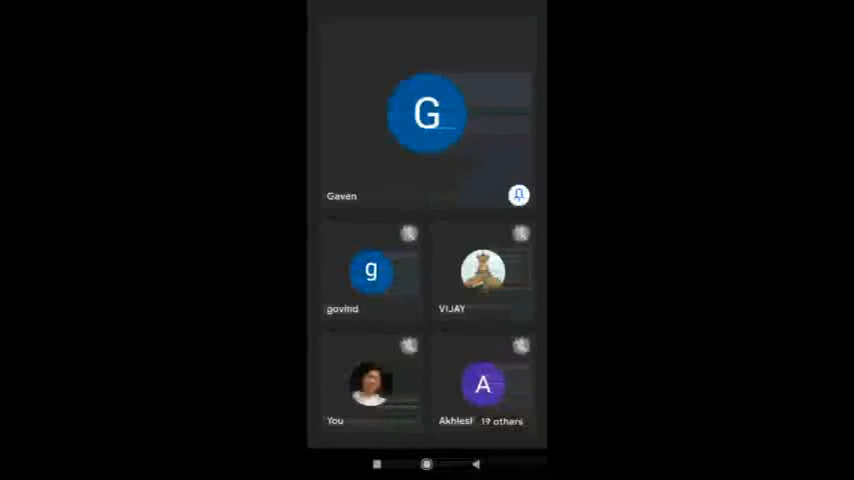 G
Gaven
g
govind
VIJAY
You
A
Akhlesh 19 others